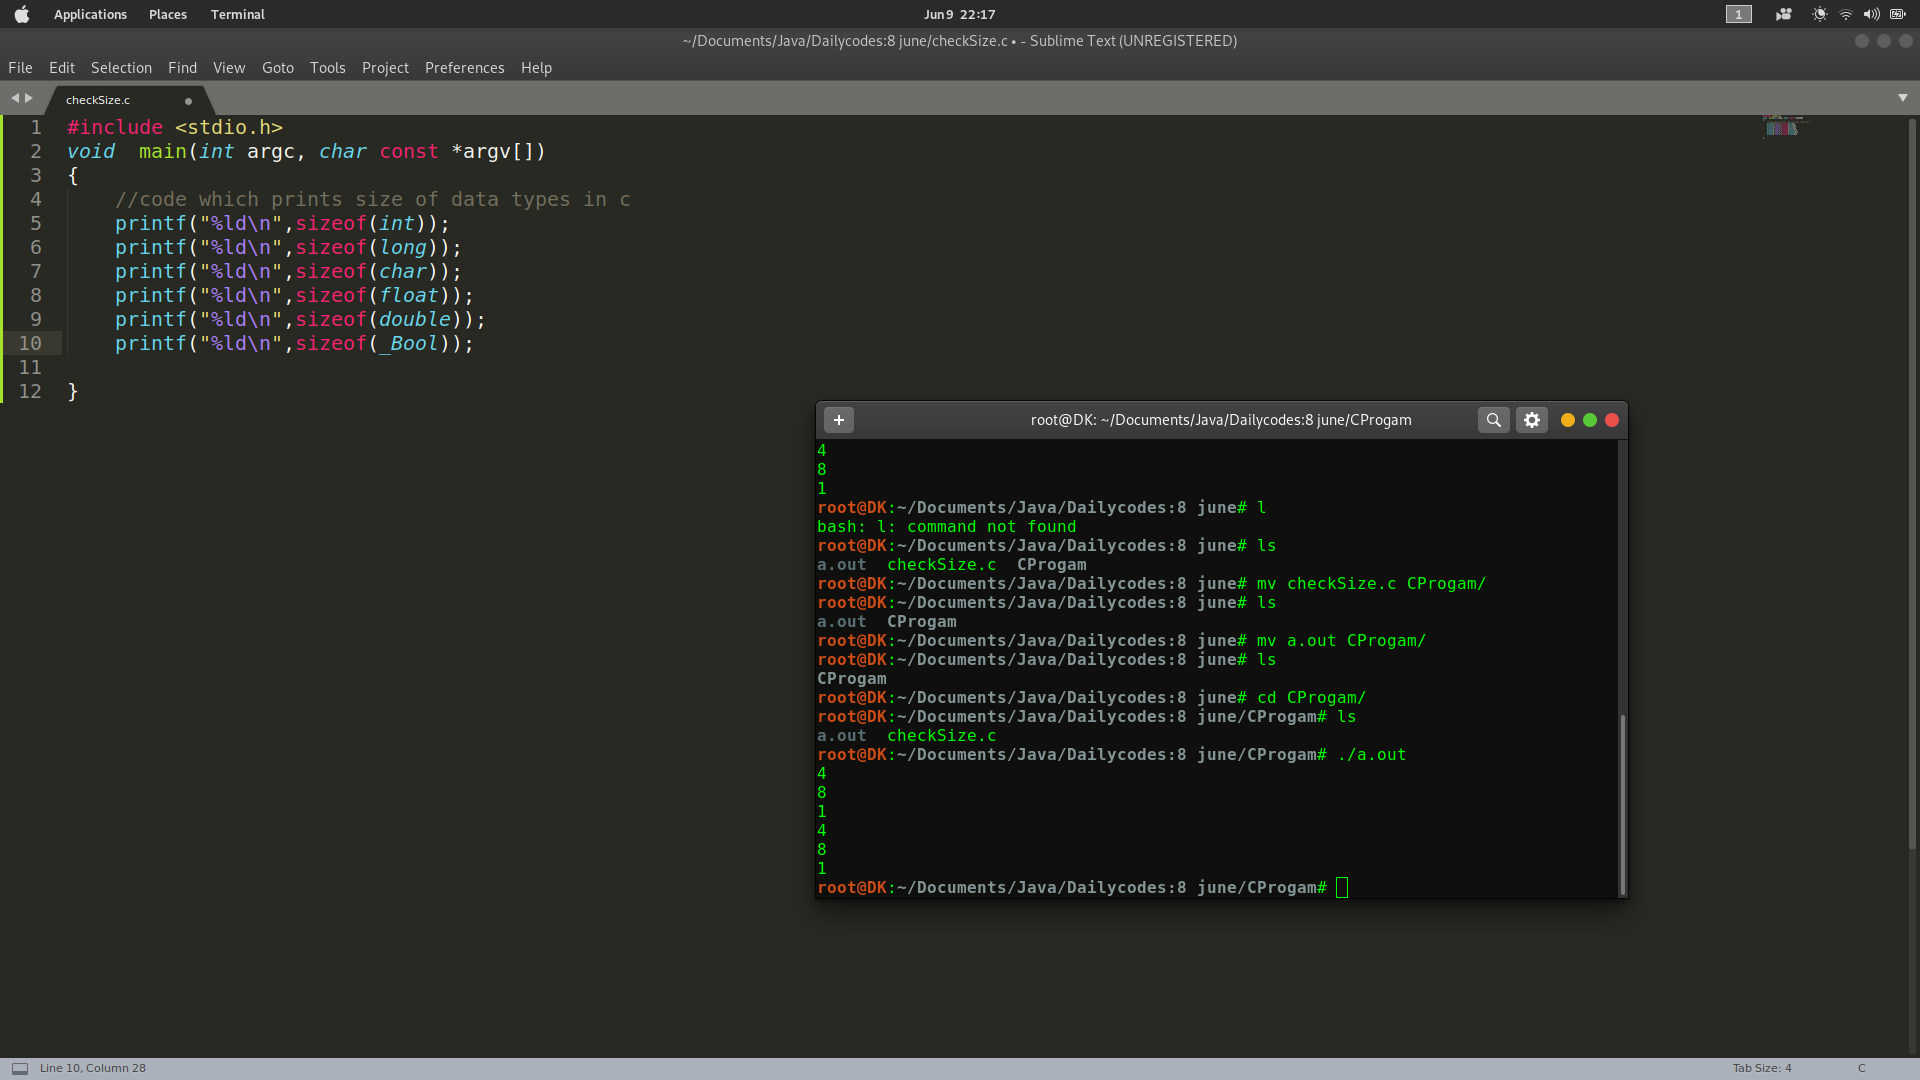 Applications Places Terminal Jun 9 22:17 1
~/Documents/Java/Dailycodes:8 june/checkSize.c • - Sublime Text (UNREGISTERED)
File Edit Selection Find View Goto Tools Project Preferences Help
checkSize.c
1 #include <stdio.h>
2 void  main(int argc, char const *argv[])
3 {
4     //code which prints size of data types in c
5     printf("%ld\n",sizeof(int));
6     printf("%ld\n",sizeof(long));
7     printf("%ld\n",sizeof(char));
8     printf("%ld\n",sizeof(float));
9     printf("%ld\n",sizeof(double));
10     printf("%ld\n",sizeof(_Bool));
11
12 }
root@DK: ~/Documents/Java/Dailycodes:8 june/CProgam
4
8
1
root@DK:~/Documents/Java/Dailycodes:8 june# l
bash: l: command not found
root@DK:~/Documents/Java/Dailycodes:8 june# ls
a.out  checkSize.c  CProgam
root@DK:~/Documents/Java/Dailycodes:8 june# mv checkSize.c CProgam/
root@DK:~/Documents/Java/Dailycodes:8 june# ls
a.out  CProgam
root@DK:~/Documents/Java/Dailycodes:8 june# mv a.out CProgam/
root@DK:~/Documents/Java/Dailycodes:8 june# ls
CProgam
root@DK:~/Documents/Java/Dailycodes:8 june# cd CProgam/
root@DK:~/Documents/Java/Dailycodes:8 june/CProgam# ls
a.out  checkSize.c
root@DK:~/Documents/Java/Dailycodes:8 june/CProgam# ./a.out
4
8
1
4
8
1
root@DK:~/Documents/Java/Dailycodes:8 june/CProgam#
Line 10, Column 28 Tab Size: 4 C